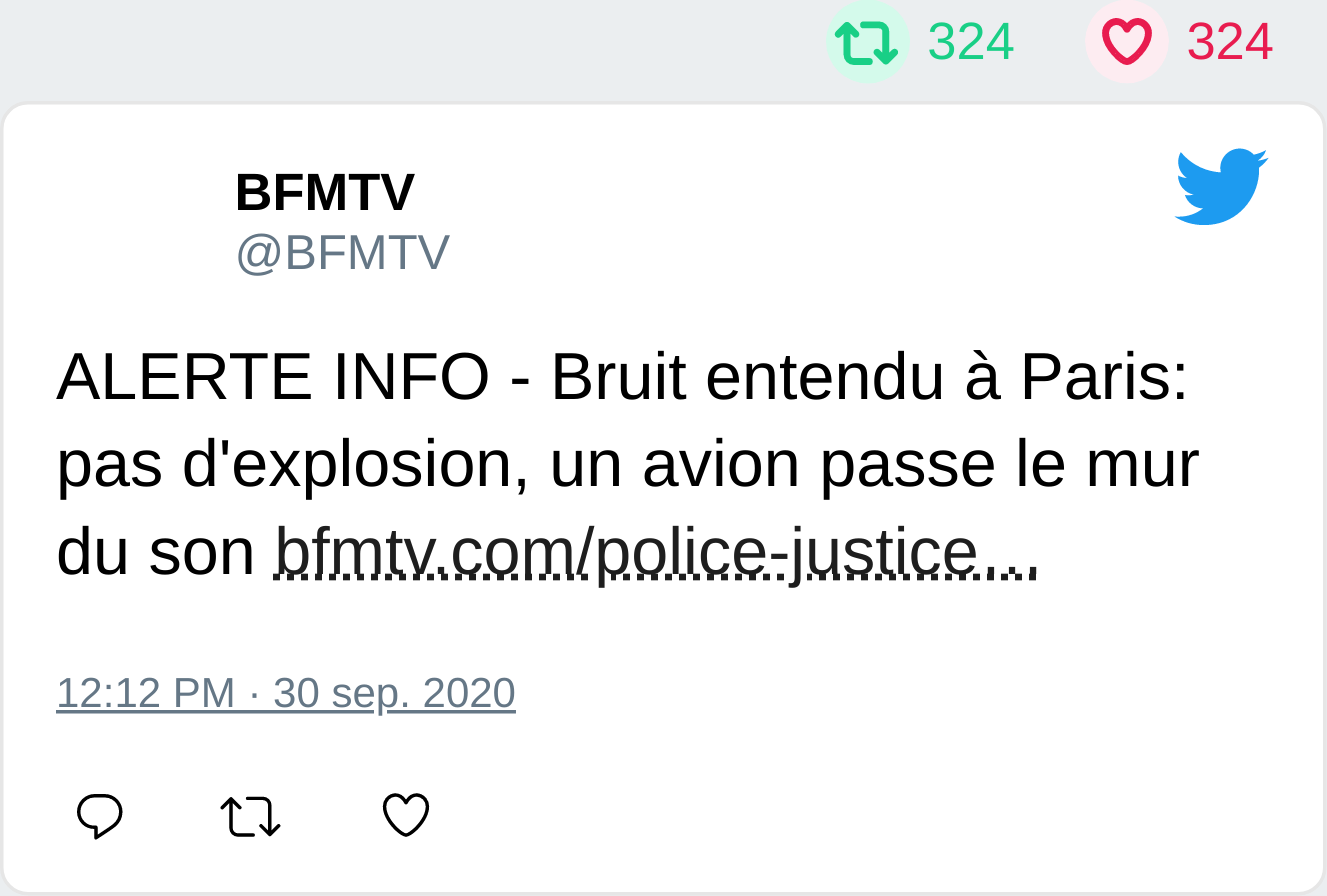 324 324
BFMTV
@BFMTV
ALERTE INFO - Bruit entendu à Paris:
pas d'explosion, un avion passe le mur
du son bfmtv.com/police-justice…
12:12 PM · 30 sep. 2020